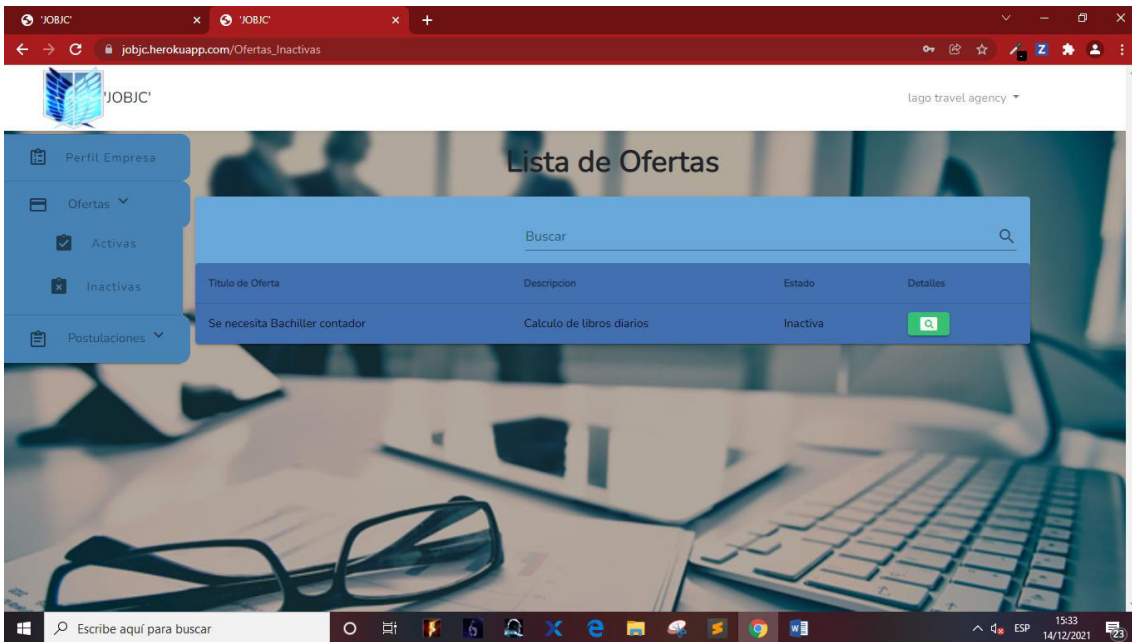 'JOBJC'
'JOBJC'
jobjc.herokuapp.com/Ofertas_Inactivas
'JOBJC'
lago travel agency
Perfil Empresa
Ofertas
Activas
Inactivas
Postulaciones
Lista de Ofertas
Buscar
Titulo de Oferta Descripcion Estado Detalles
Se necesita Bachiller contador Calculo de libros diarios Inactiva
Escribe aquí para buscar
ESP
15:33
14/12/2021
23